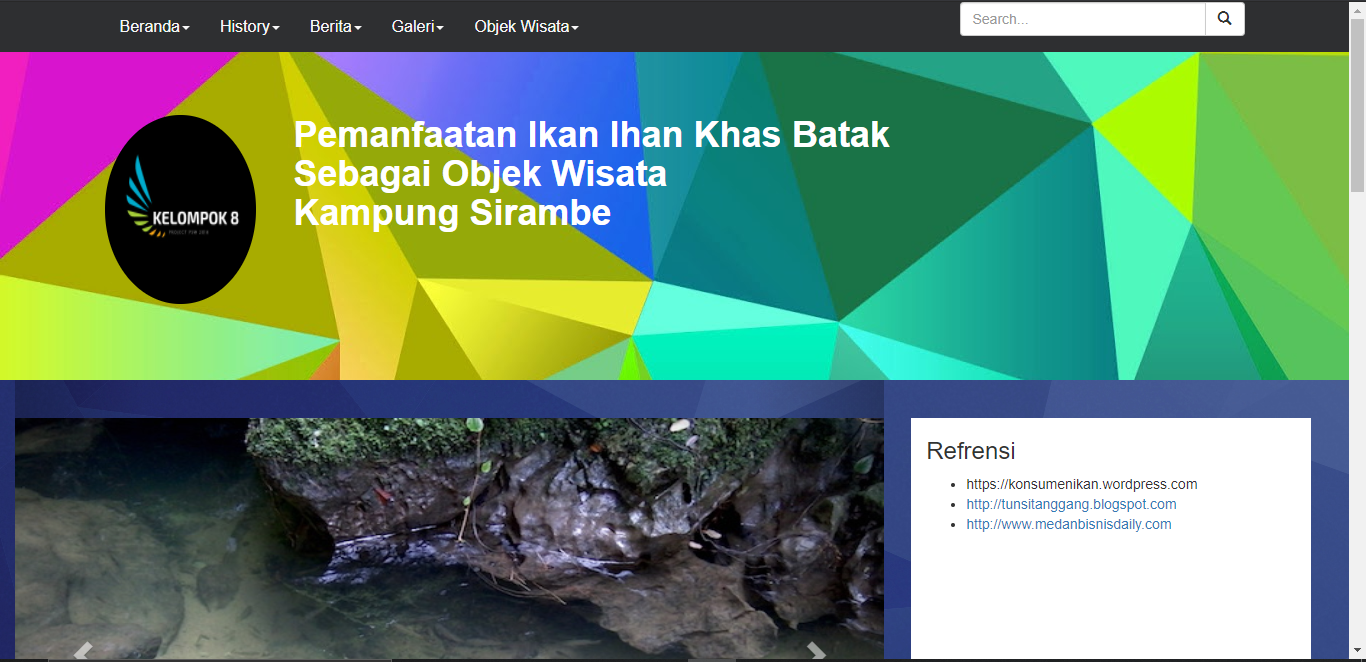 Beranda History Berita Galeri Objek Wisata Search...
Pemanfaatan Ikan Ihan Khas Batak
Sebagai Objek Wisata
Kampung Sirambe
KELOMPOK 8
Refrensi
https://konsumenikan.wordpress.com
http://tunsitanggang.blogspot.com
http://www.medanbisnisdaily.com